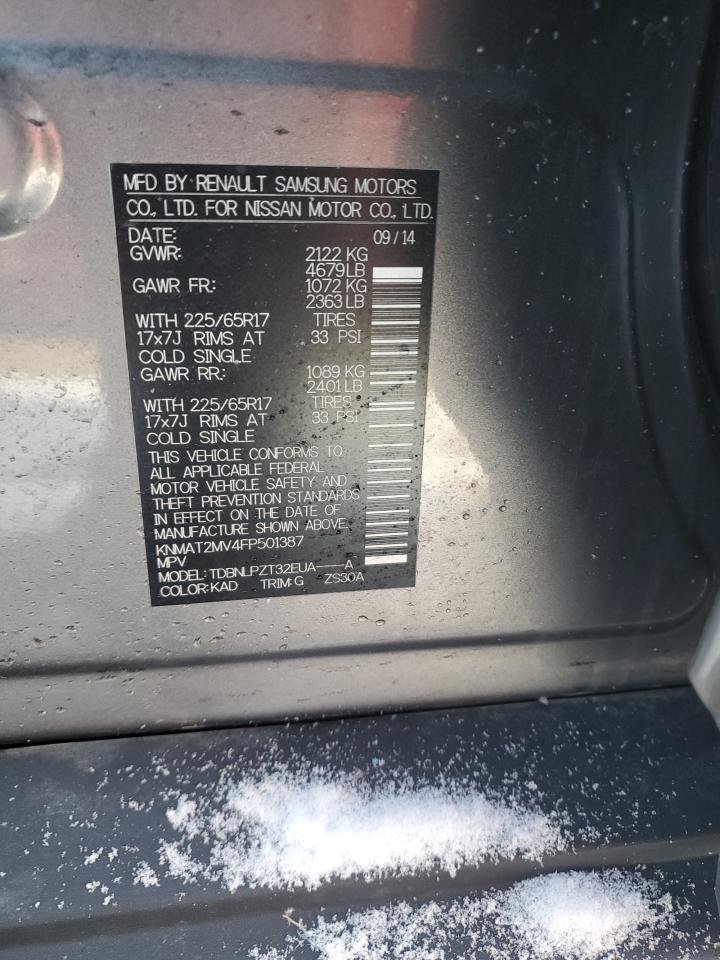 MFD BY RENAULT SAMSUNG MOTORS
CO., LTD. FOR NISSAN MOTOR CO., LTD.
DATE: 09/14
GVWR: 2122 KG
4679LB
GAWR FR: 1072 KG
2363LB
WITH 225/65R17 TIRES
17x7J RIMS AT 33 PSI
COLD SINGLE
GAWR RR: 1089 KG
2401LB
WITH 225/65R17 TIRES
17x7J RIMS AT 33 PSI
COLD SINGLE
THIS VEHICLE CONFORMS TO
ALL APPLICABLE FEDERAL
MOTOR VEHICLE SAFETY AND
THEFT PREVENTION STANDARDS
IN EFFECT ON THE DATE OF
MANUFACTURE SHOWN ABOVE.
KNMAT2MV4FP501387
MPV
MODEL: TDBNLPZT32EUA----A
COLOR:KAD TRIM:G ZS30A